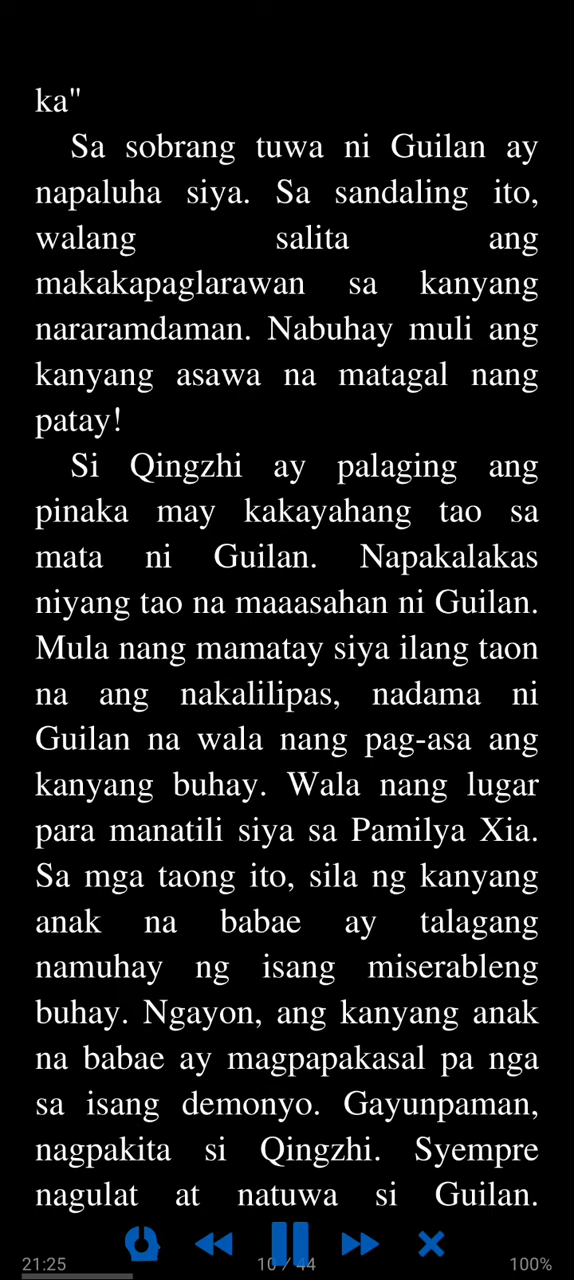 ka"
Sa sobrang tuwa ni Guilan ay
napaluha siya. Sa sandaling ito,
walang salita ang
makakapaglarawan sa kanyang
nararamdaman. Nabuhay muli ang
kanyang asawa na matagal nang
patay!
Si Qingzhi ay palaging ang
pinaka may kakayahang tao sa
mata ni Guilan. Napakalakas
niyang tao na maaasahan ni Guilan.
Mula nang mamatay siya ilang taon
na ang nakalilipas, nadama ni
Guilan na wala nang pag-asa ang
kanyang buhay. Wala nang lugar
para manatili siya sa Pamilya Xia.
Sa mga taong ito, sila ng kanyang
anak na babae ay talagang
namuhay ng isang miserableng
buhay. Ngayon, ang kanyang anak
na babae ay magpapakasal pa nga
sa isang demonyo. Gayunpaman,
nagpakita si Qingzhi. Syempre
nagulat at natuwa si Guilan.
21:25 10 / 44 100%